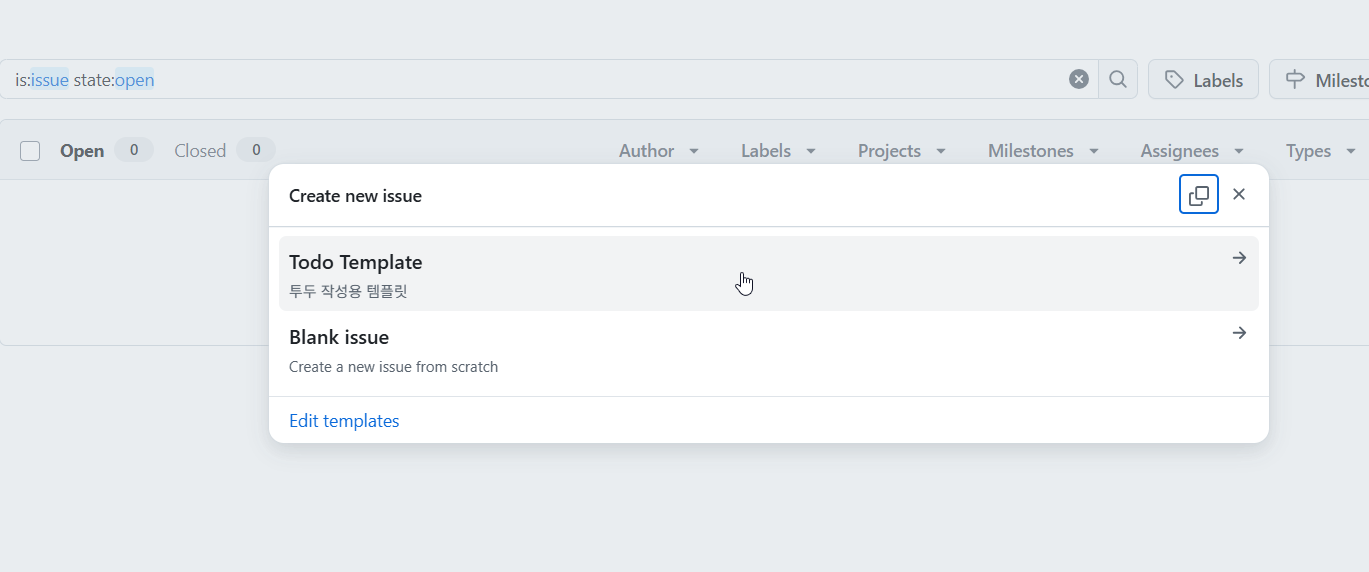 is:issue state:open
Labels
Open 0 Closed 0 Author Labels Projects Milestones Assignees Types
Create new issue
Todo Template
투두 작성용 템플릿
Blank issue
Create a new issue from scratch
Edit templates